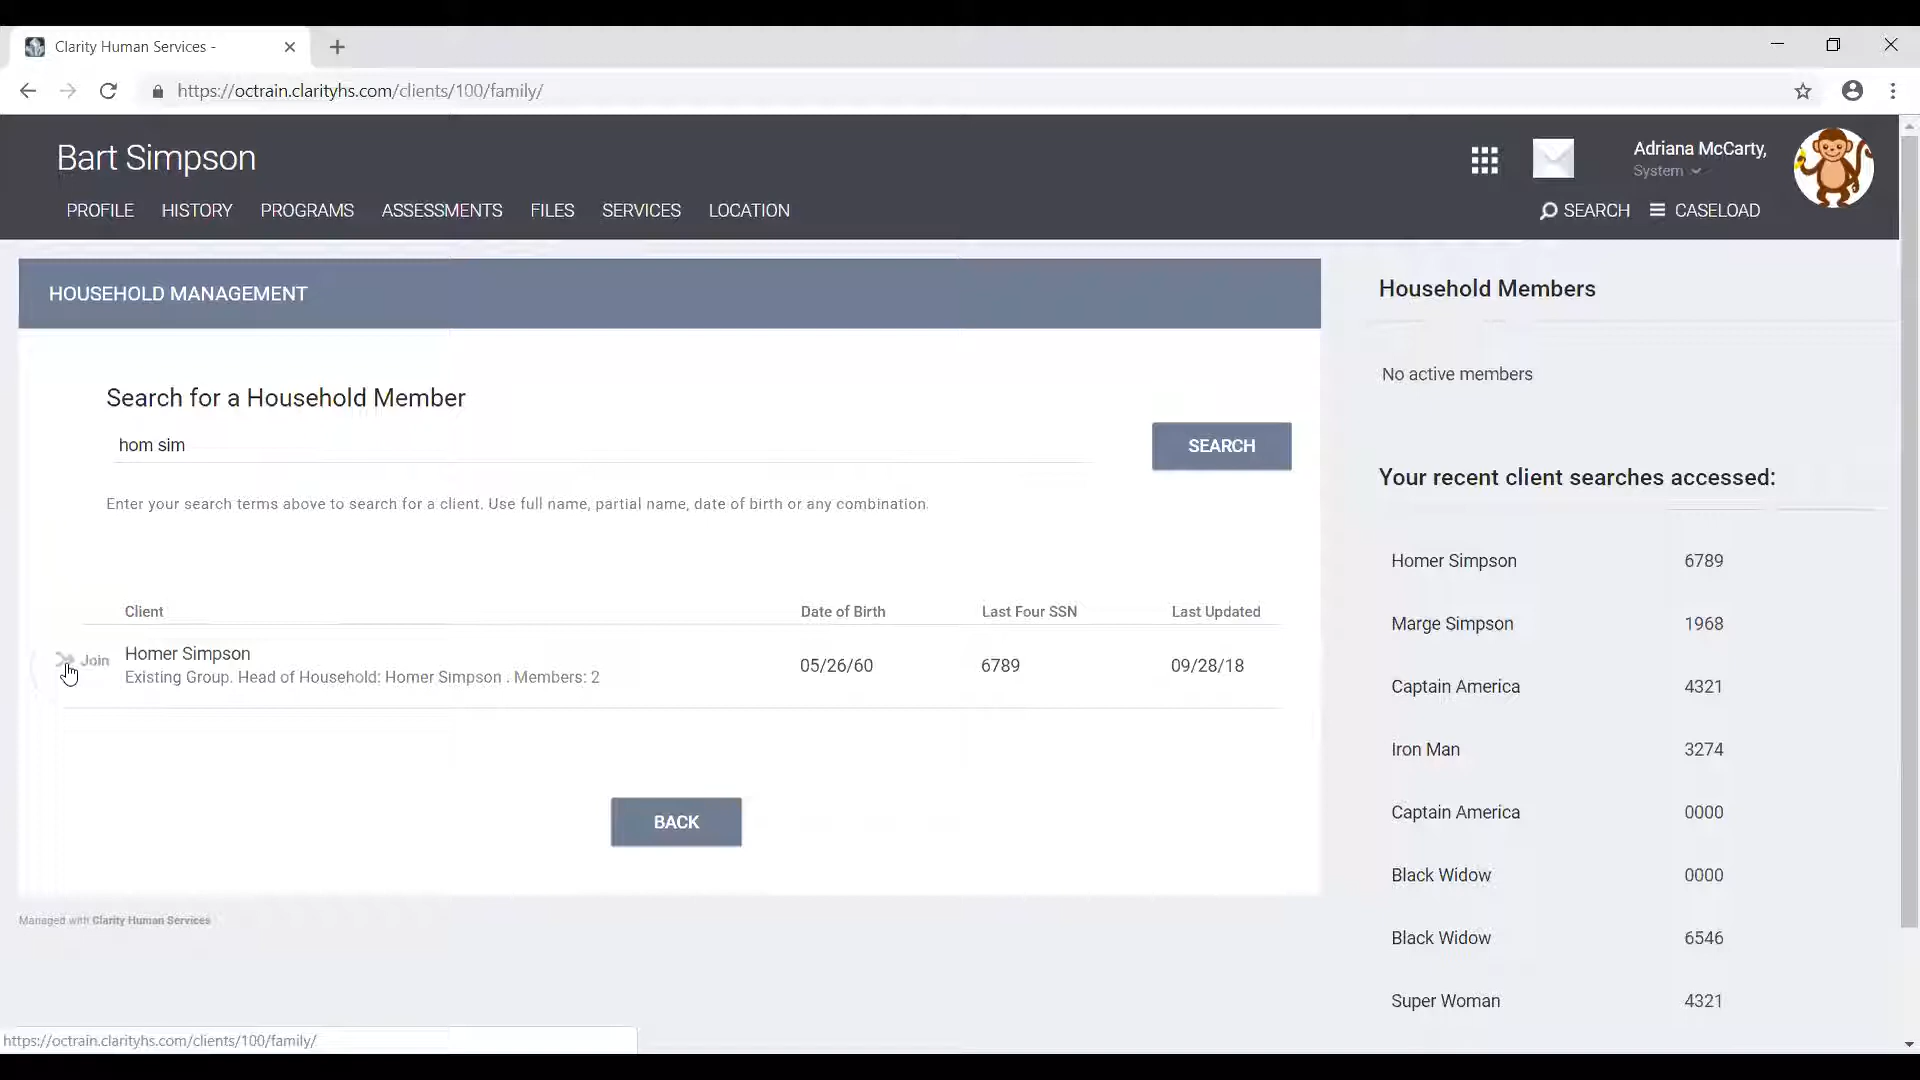 Clarity Human Services -
https://octrain.clarityhs.com/clients/100/family/
Bart Simpson
Adriana McCarty,
System
PROFILE HISTORY PROGRAMS ASSESSMENTS FILES SERVICES LOCATION
SEARCH CASELOAD
HOUSEHOLD MANAGEMENT
Search for a Household Member
hom sim
SEARCH
Enter your search terms above to search for a client. Use full name, partial name, date of birth or any combination.
Client Date of Birth Last Four SSN Last Updated
Join Homer Simpson 05/26/60 6789 09/28/18
Existing Group. Head of Household: Homer Simpson . Members: 2
BACK
Managed with Clarity Human Services
Household Members
No active members
Your recent client searches accessed:
Homer Simpson 6789
Marge Simpson 1968
Captain America 4321
Iron Man 3274
Captain America 0000
Black Widow 0000
Black Widow 6546
Super Woman 4321
https://octrain.clarityhs.com/clients/100/family/